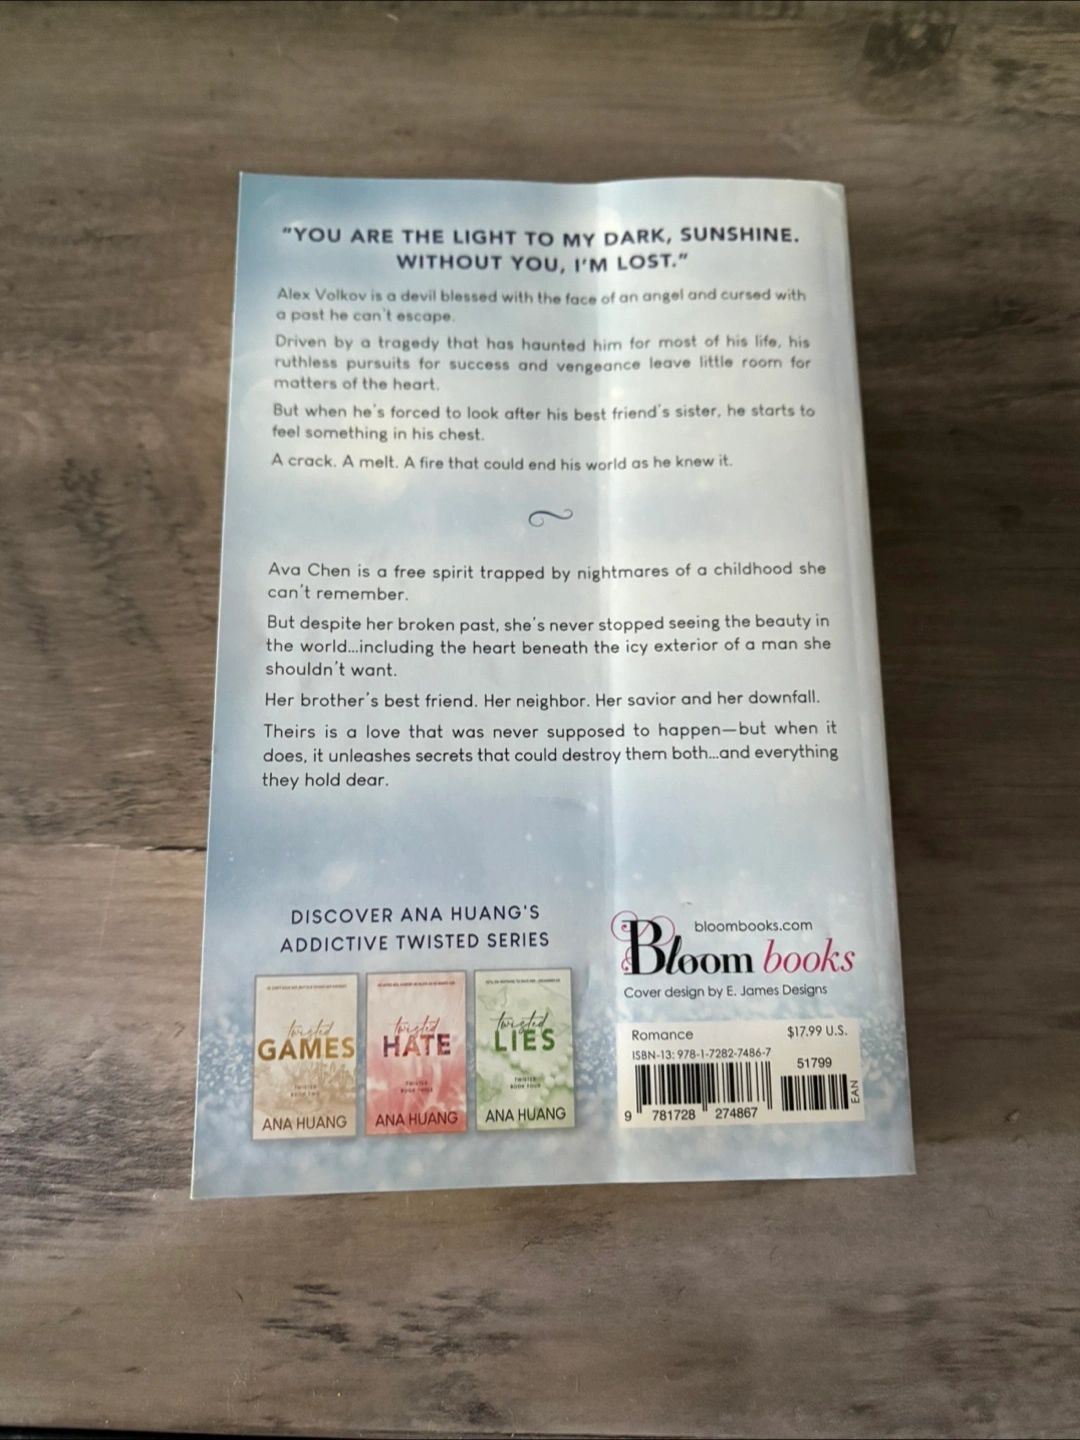 "YOU ARE THE LIGHT TO MY DARK, SUNSHINE.
WITHOUT YOU, I'M LOST."
Alex Volkov is a devil blessed with the face of an angel and cursed with
a past he can't escape.
Driven by a tragedy that has haunted him for most of his life, his
ruthless pursuits for success and vengeance leave little room for
matters of the heart.
But when he's forced to look after his best friend's sister, he starts to
feel something in his chest.
A crack. A melt. A fire that could end his world as he knew it.
Ava Chen is a free spirit trapped by nightmares of a childhood she
can't remember.
But despite her broken past, she's never stopped seeing the beauty in
the world...including the heart beneath the icy exterior of a man she
shouldn't want.
Her brother's best friend. Her neighbor. Her savior and her downfall.
Theirs is a love that was never supposed to happen—but when it
does, it unleashes secrets that could destroy them both...and everything
they hold dear.
DISCOVER ANA HUANG'S
ADDICTIVE TWISTED SERIES
twisted
GAMES
TWISTED
BOOK TWO
ANA HUANG
twisted
HATE
TWISTED
BOOK THREE
ANA HUANG
twisted
LIES
TWISTED
BOOK FOUR
ANA HUANG
bloombooks.com
Bloom books
Cover design by E. James Designs
Romance
$17.99 U.S.
ISBN-13: 978-1-7282-7486-7
51799
EAN
9 781728 274867